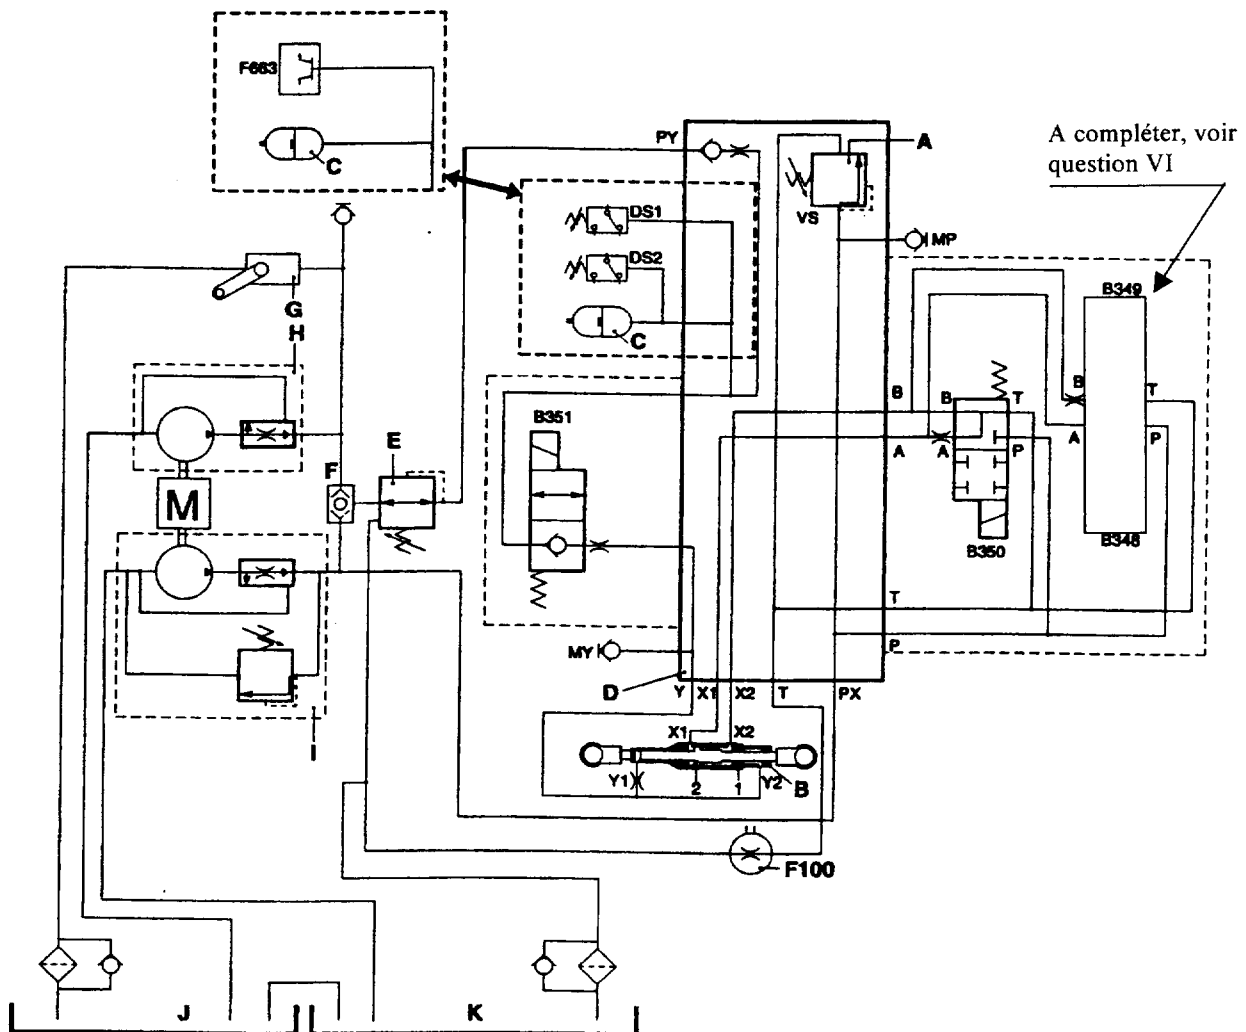 F663
C
PY
A
A compléter, voir
question VI
VS
DS1
MP
DS2
C
B349
G
H
B351
B
B
T
B
T
E
A
A
P
A
P
F
M
B350
B348
T
MY
P
D
Y
X1
X2
T
PX
X1
X2
I
Y1
2
1
Y2
B
F100
J
K